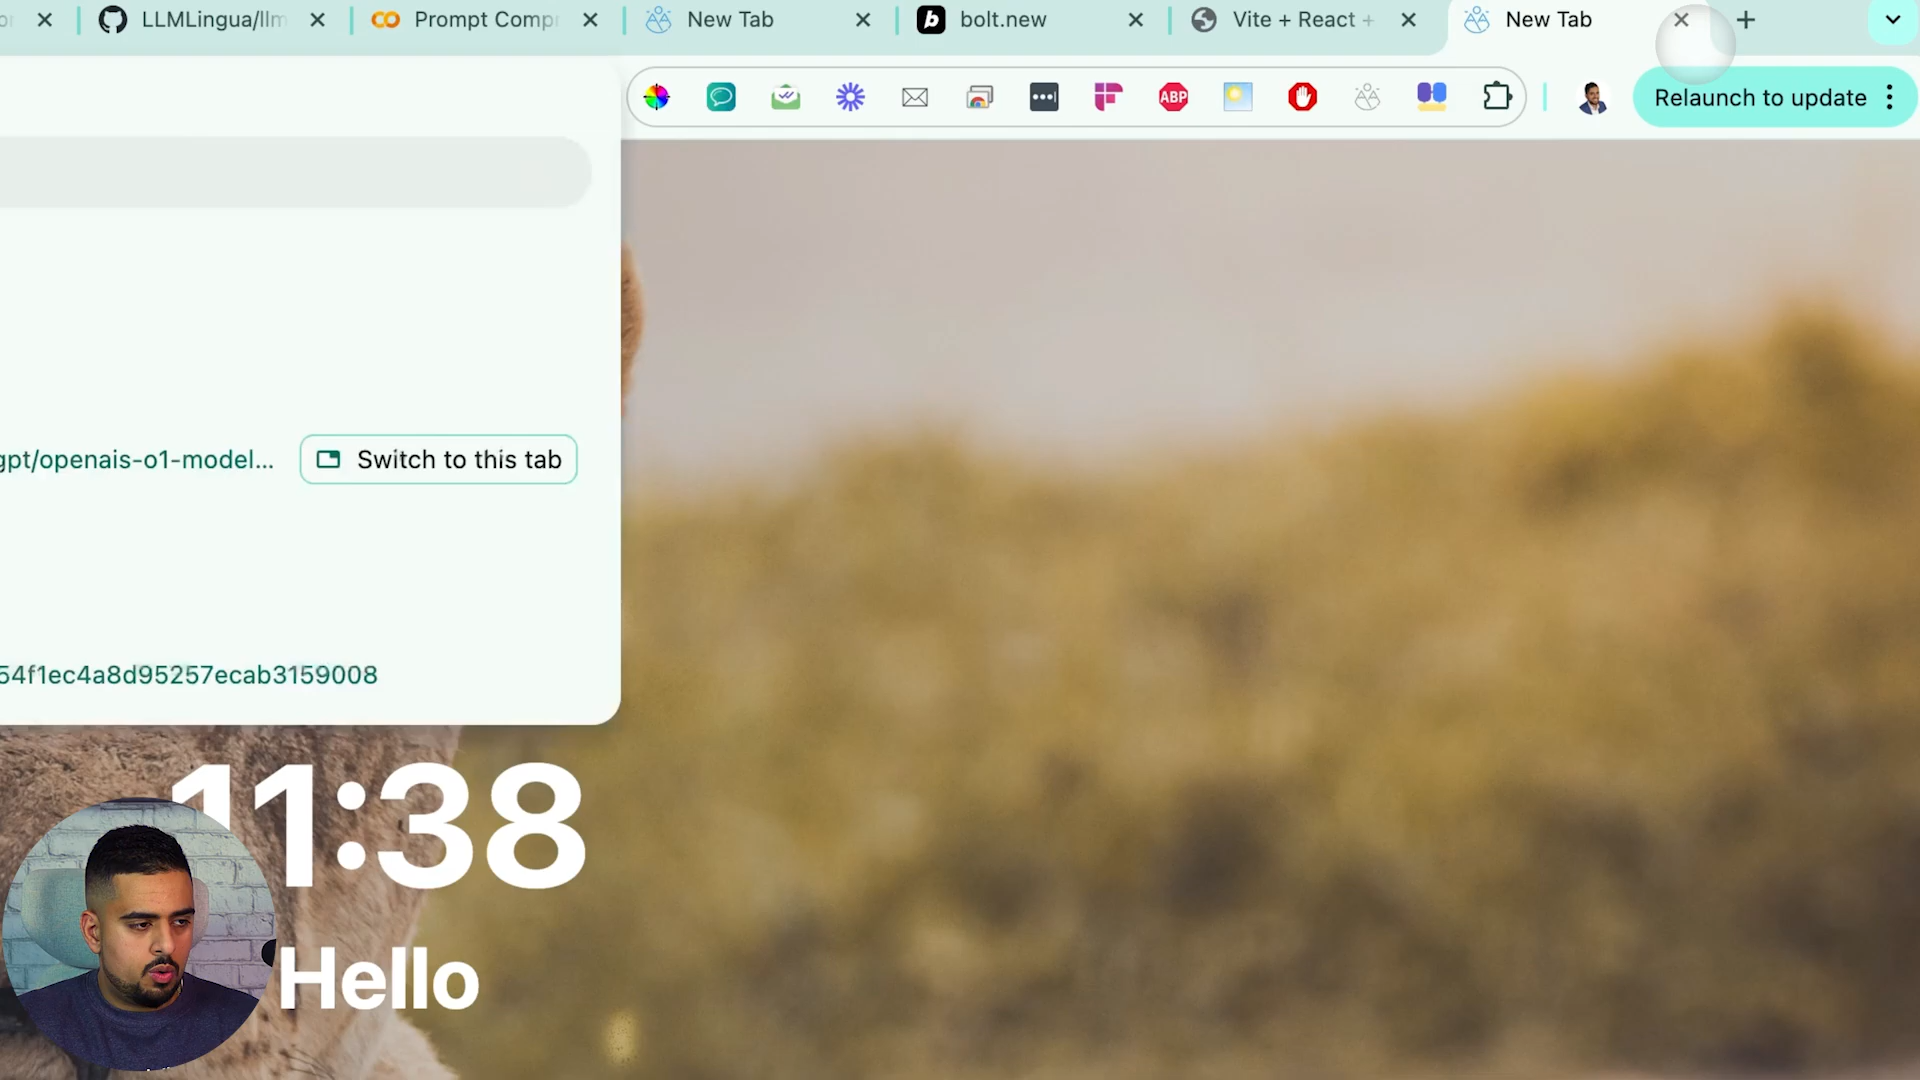 LLMLingua/llm
Prompt Comp
New Tab
bolt.new
Vite + React +
New Tab
ABP
Relaunch to update
gpt/openais-o1-model...
Switch to this tab
54f1ec4a8d95257ecab3159008
11:38
Hello